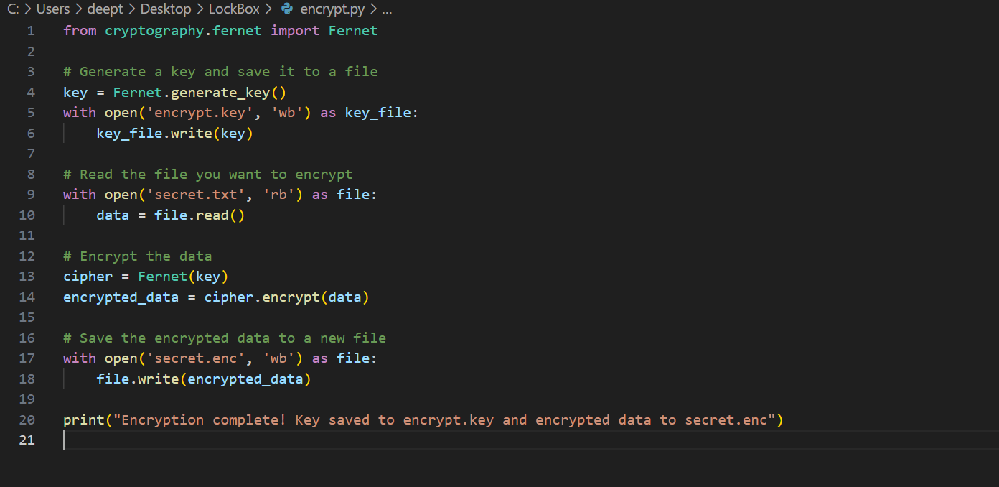 C: > Users > deept > Desktop > LockBox > encrypt.py > ...
1 from cryptography.fernet import Fernet
2
3 # Generate a key and save it to a file
4 key = Fernet.generate_key()
5 with open('encrypt.key', 'wb') as key_file:
6     key_file.write(key)
7
8 # Read the file you want to encrypt
9 with open('secret.txt', 'rb') as file:
10     data = file.read()
11
12 # Encrypt the data
13 cipher = Fernet(key)
14 encrypted_data = cipher.encrypt(data)
15
16 # Save the encrypted data to a new file
17 with open('secret.enc', 'wb') as file:
18     file.write(encrypted_data)
19
20 print("Encryption complete! Key saved to encrypt.key and encrypted data to secret.enc")
21